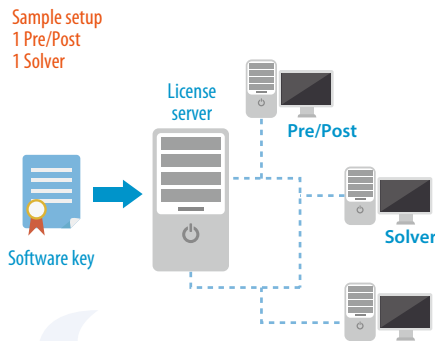 Sample setup
1 Pre/Post
1 Solver
License
server
Pre/Post
Software key
Solver